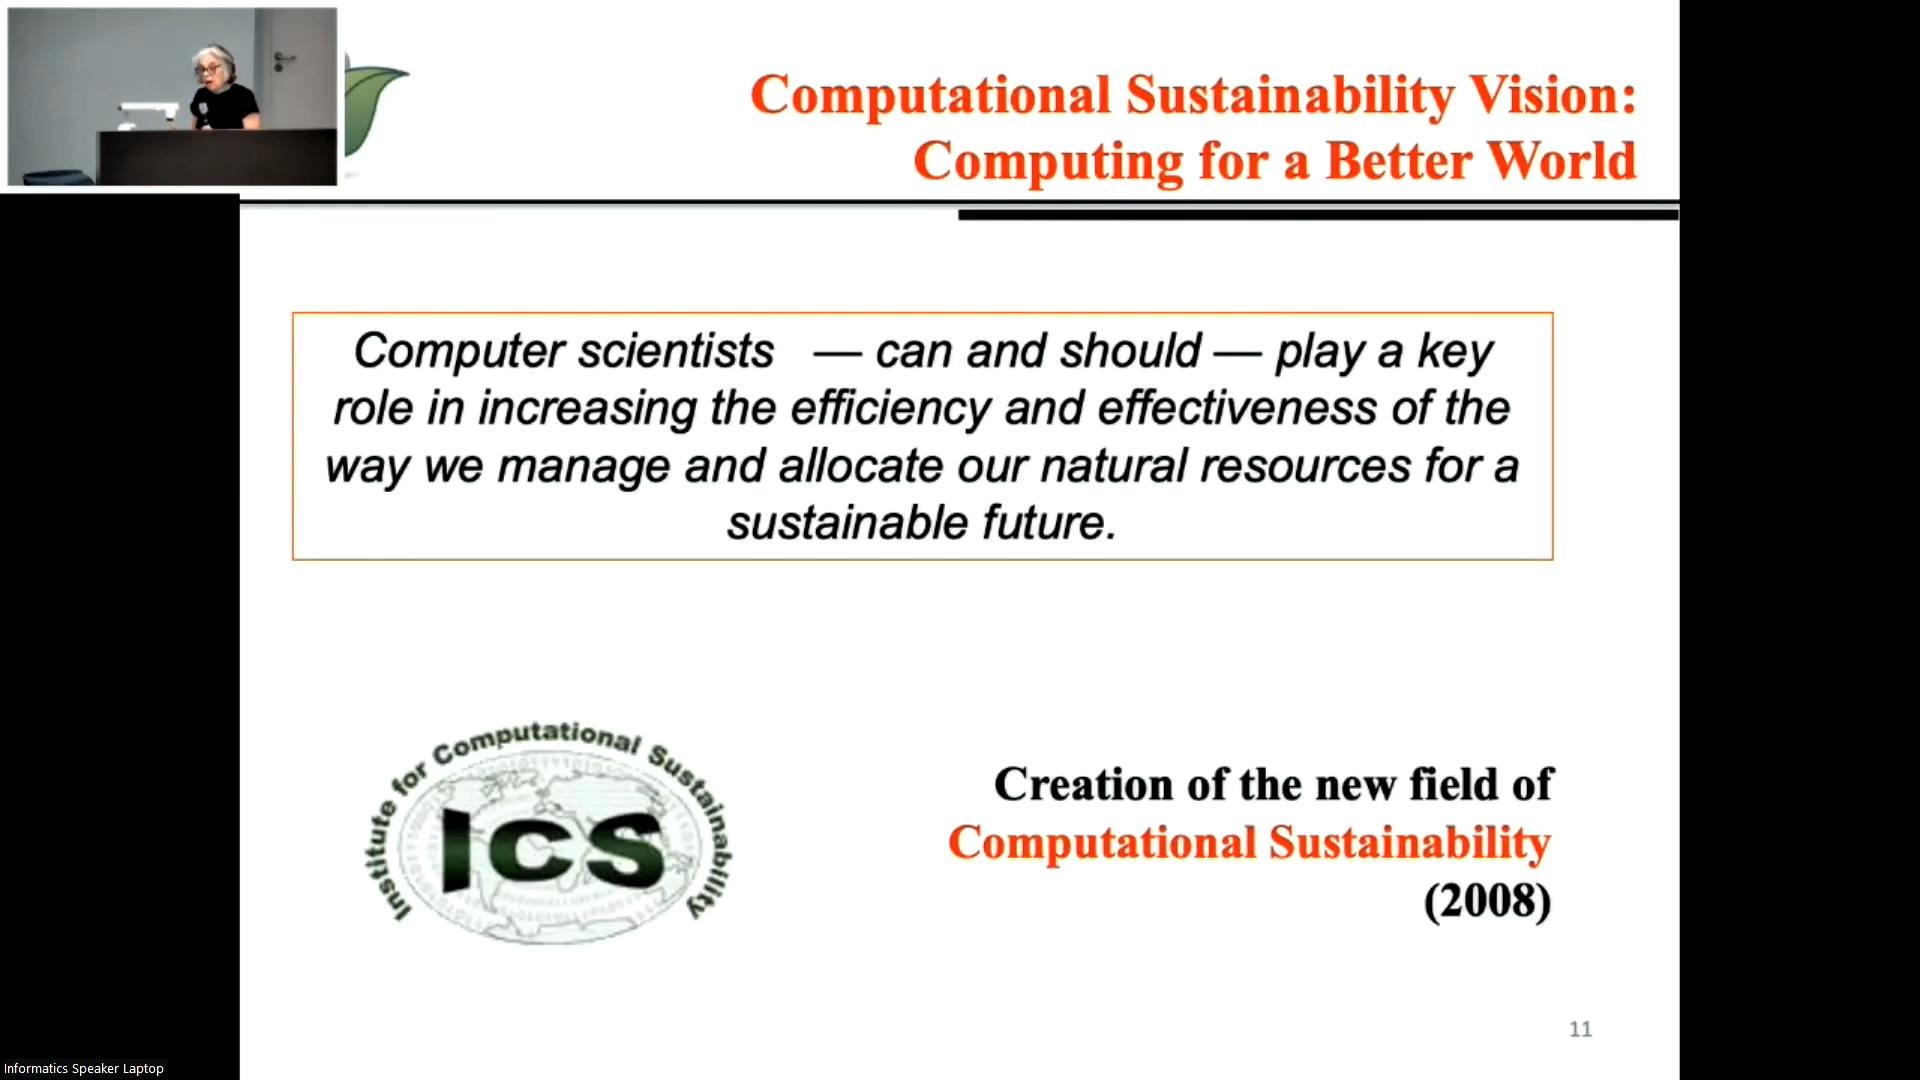 Computational Sustainability Vision:
Computing for a Better World
Computer scientists — can and should — play a key
role in increasing the efficiency and effectiveness of the
way we manage and allocate our natural resources for a
sustainable future.
Institute for Computational Sustainability
ICS
Creation of the new field of
Computational Sustainability
(2008)
11
Informatics Speaker Laptop